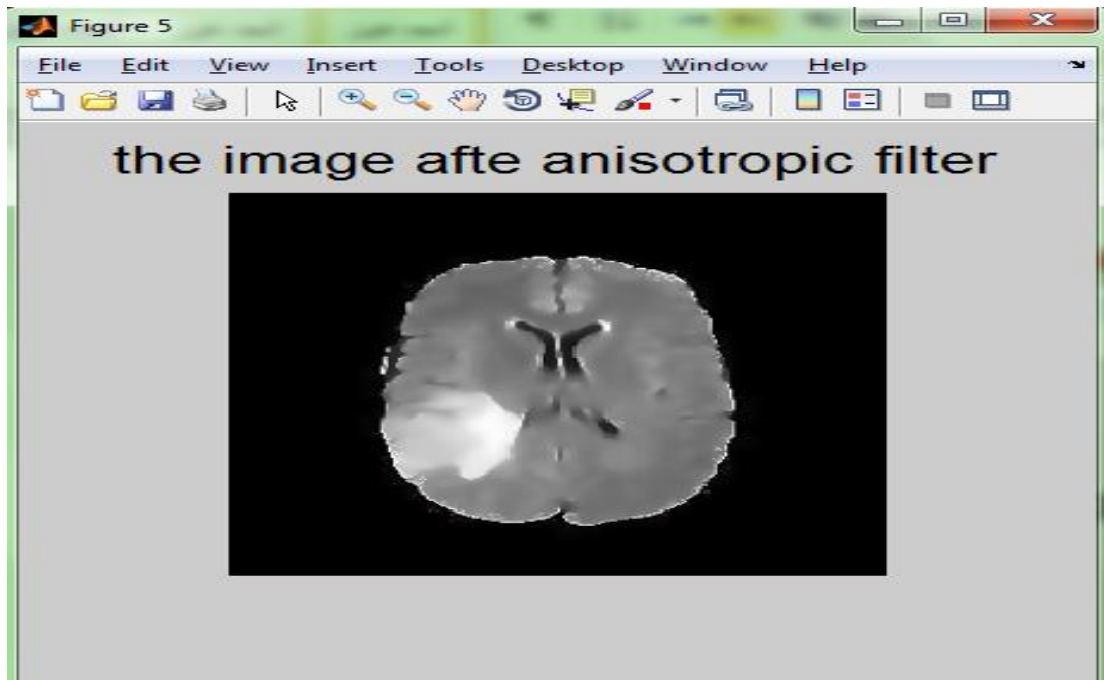 Figure 5
File Edit View Insert Tools Desktop Window Help
the image afte anisotropic filter